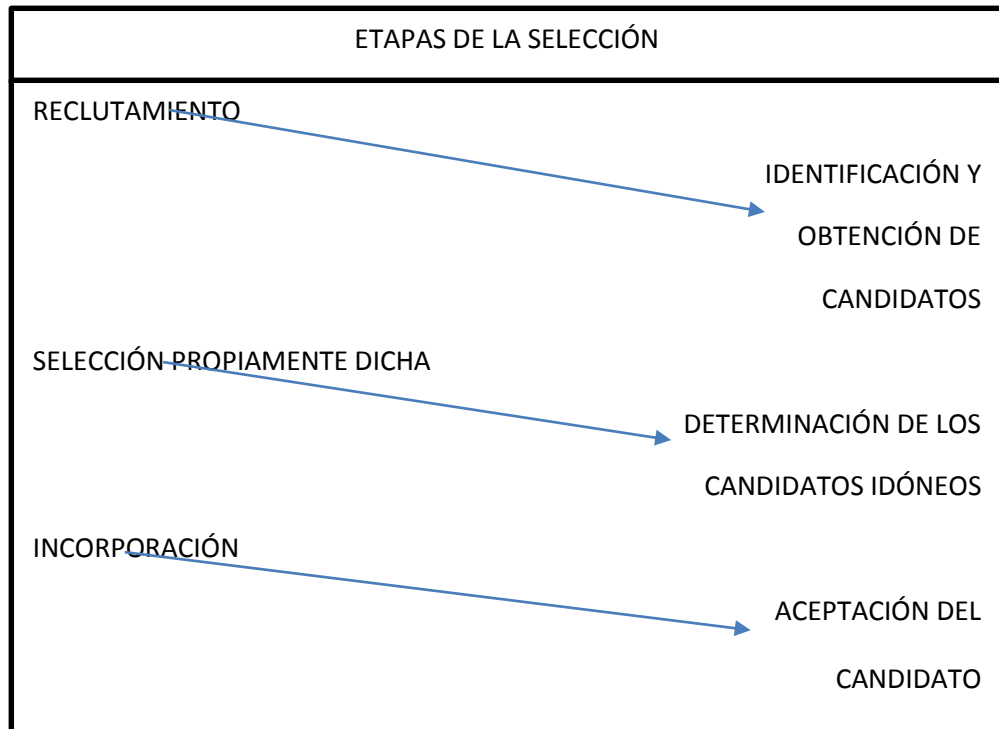 ETAPAS DE LA SELECCIÓN
RECLUTAMIENTO
IDENTIFICACIÓN Y
OBTENCIÓN DE
CANDIDATOS
SELECCIÓN PROPIAMENTE DICHA
DETERMINACIÓN DE LOS
CANDIDATOS IDÓNEOS
INCORPORACIÓN
ACEPTACIÓN DEL
CANDIDATO